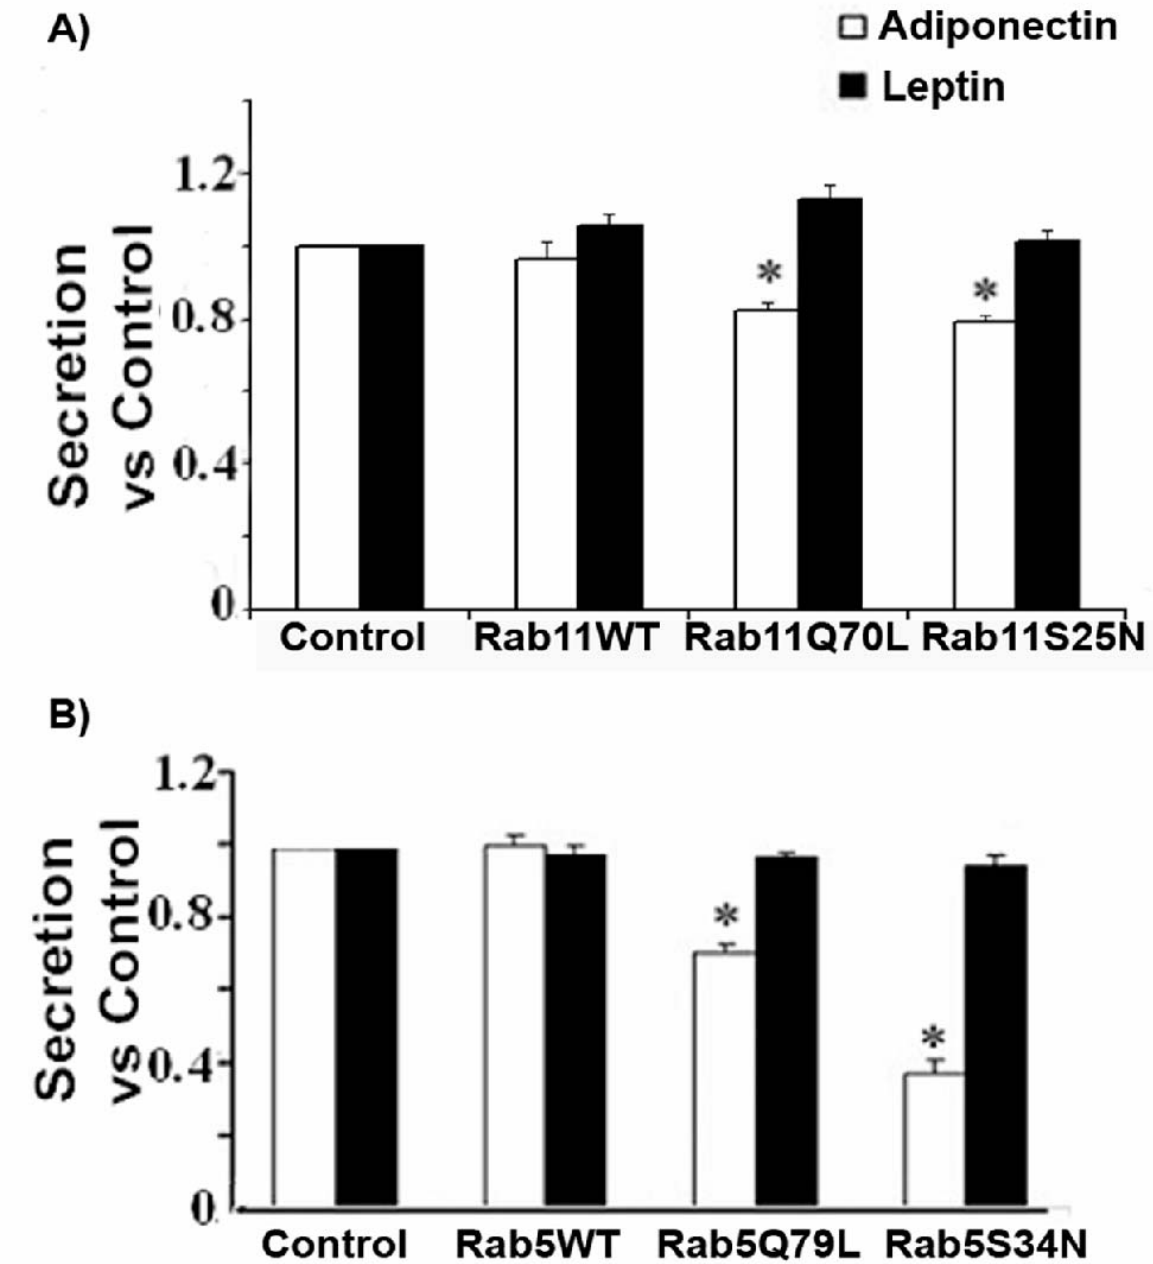 A)
Adiponectin
Leptin
1.2
0.8
0.4
0
Secretion
vs Control
*
*
Control Rab11WT Rab11Q70L Rab11S25N
B)
1.2
0.8
0.4
0
Secretion
vs Control
*
*
Control Rab5WT Rab5Q79L Rab5S34N